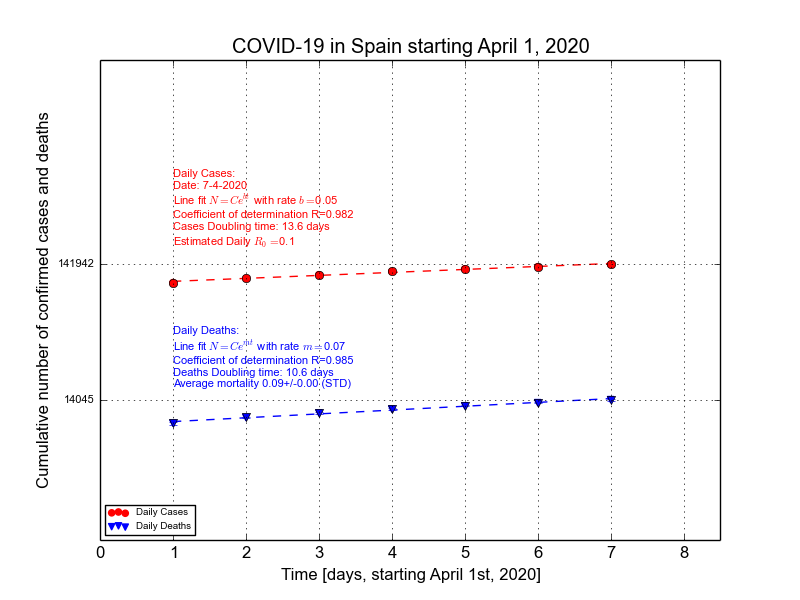 COVID-19 in Spain starting April 1, 2020
Cumulative number of confirmed cases and deaths
Daily Cases:
Date: 7-4-2020
Line fit N=Ce^{bt} with rate b=0.05
Coefficient of determination R=0.982
Cases Doubling time: 13.6 days
Estimated Daily R_0=0.1
141942
Daily Deaths:
Line fit N=Ce^{mt} with rate m=0.07
Coefficient of determination R=0.985
Deaths Doubling time: 10.6 days
Average mortality 0.09+/-0.00 (STD)
14045
Daily Cases
Daily Deaths
0 1 2 3 4 5 6 7 8
Time [days, starting April 1st, 2020]